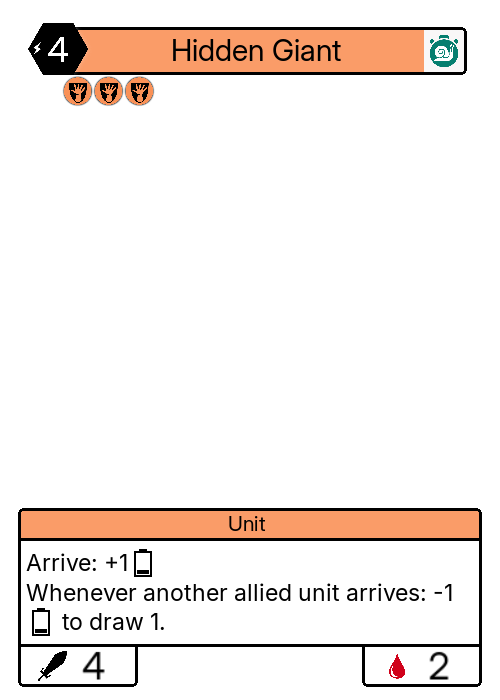 4 Hidden Giant
Unit
Arrive: +1
Whenever another allied unit arrives: -1
to draw 1.
4 2